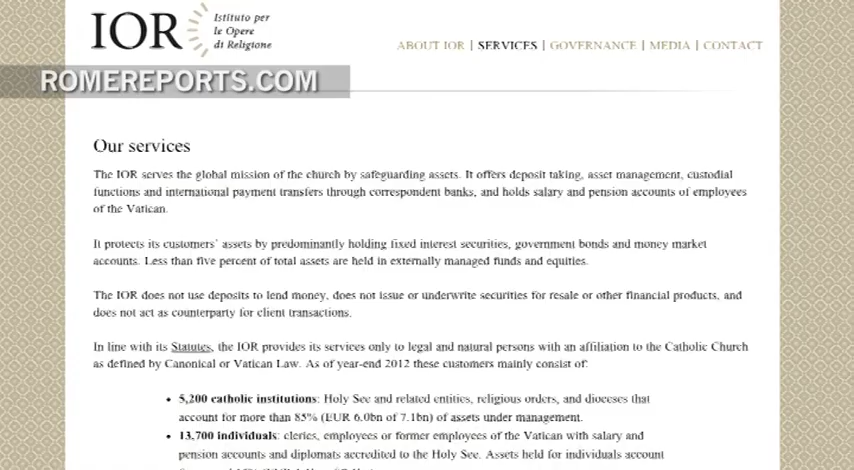 IOR
Istituto per
le Opere
di Religione
ABOUT IOR | SERVICES | GOVERNANCE | MEDIA | CONTACT
ROMEREPORTS.COM
Our services
The IOR serves the global mission of the church by safeguarding assets. It offers deposit taking, asset management, custodial
functions and international payment transfers through correspondent banks, and holds salary and pension accounts of employees
of the Vatican.
It protects its customers' assets by predominantly holding fixed interest securities, government bonds and money market
accounts. Less than five percent of total assets are held in externally managed funds and equities.
The IOR does not use deposits to lend money, does not issue or underwrite securities for resale or other financial products, and
does not act as counterparty for client transactions.
In line with its Statutes, the IOR provides its services only to legal and natural persons with an affiliation to the Catholic Church
as defined by Canonical or Vatican Law. As of year-end 2012 these customers mainly consist of:
• 5,200 catholic institutions: Holy See and related entities, religious orders, and dioceses that
account for more than 85% (EUR 6.0bn of 7.1bn) of assets under management.
• 13,700 individuals: clerics, employees or former employees of the Vatican with salary and
pension accounts and diplomats accredited to the Holy See. Assets held for individuals account